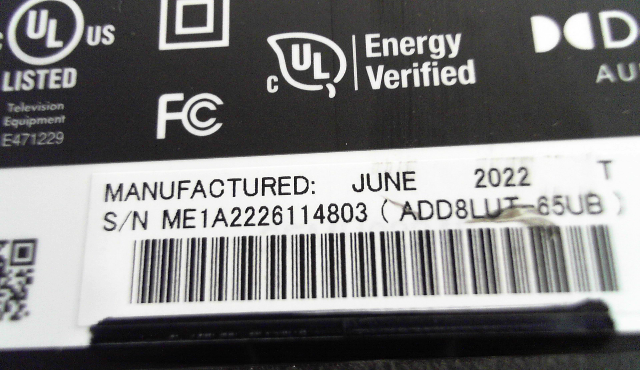 c UL US
LISTED
Television
Equipment
E471229
FC
c UL Energy
Verified
D
AU
MANUFACTURED: JUNE 2022 T
S/N ME1A2226114803 (ADD8LUT-65UB)